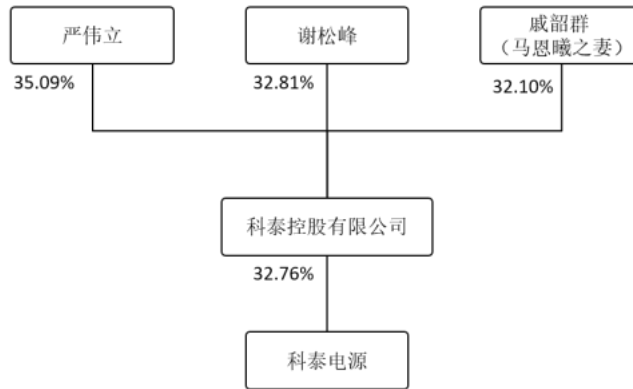 严伟立
谢松峰
戚韶群
（马恩曦之妻）
35.09%
32.81%
32.10%
科泰控股有限公司
32.76%
科泰电源